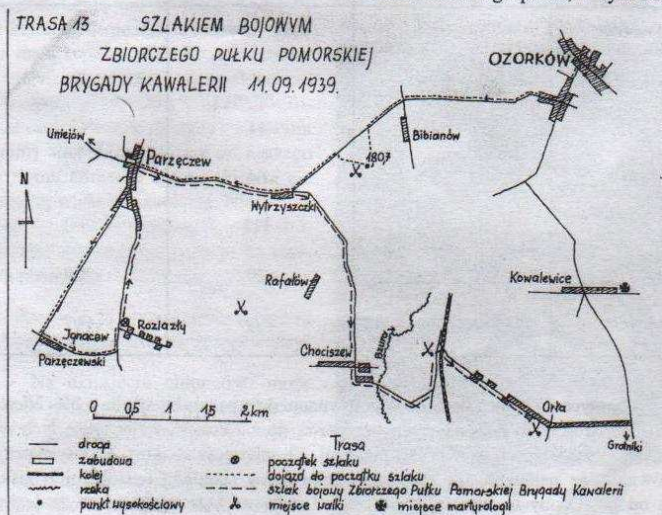 TRASA 13 SZLAKIEM BOJOWYM
ZBIORCZEGO PUŁKU POMORSKIEJ
BRYGADY KAWALERII 11.09.1939.
OZORKÓW
Uniejów
Parzęczew
Bibianów
180,7
N
Wytrzyszczki
Rafałów
Kowalewice
Ignacew
Rozlazły
Parzęczewski
Chociszew
Bzura
Orła
0 0,5 1 1,5 2 km
Grotniki
Trasa
droga
zabudowa
kolej
rzeka
punkt wysokościowy
początek szlaku
dojazd do początku szlaku
szlak bojowy Zbiorczego Pułku Pomorskiej Brygady Kawalerii
miejsce walki
miejsce martyrologii